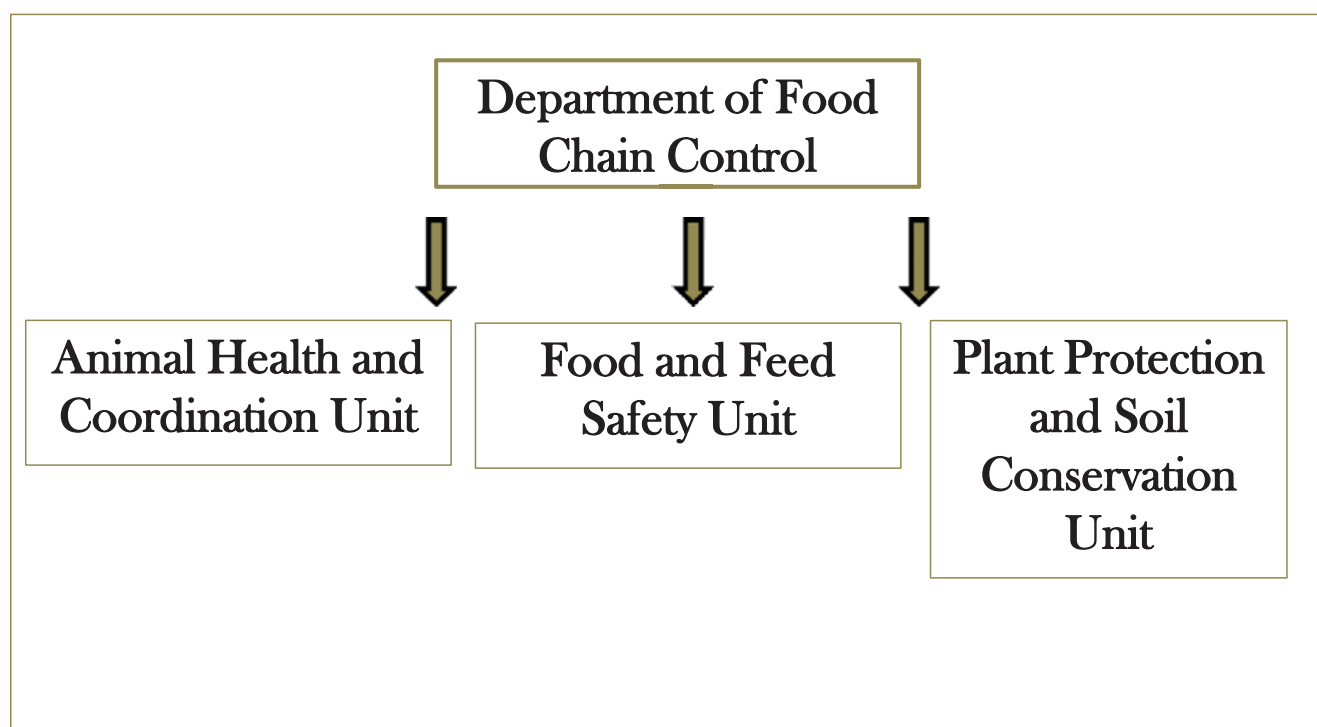 Department of Food
Chain Control
Animal Health and
Coordination Unit
Food and Feed
Safety Unit
Plant Protection
and Soil
Conservation
Unit